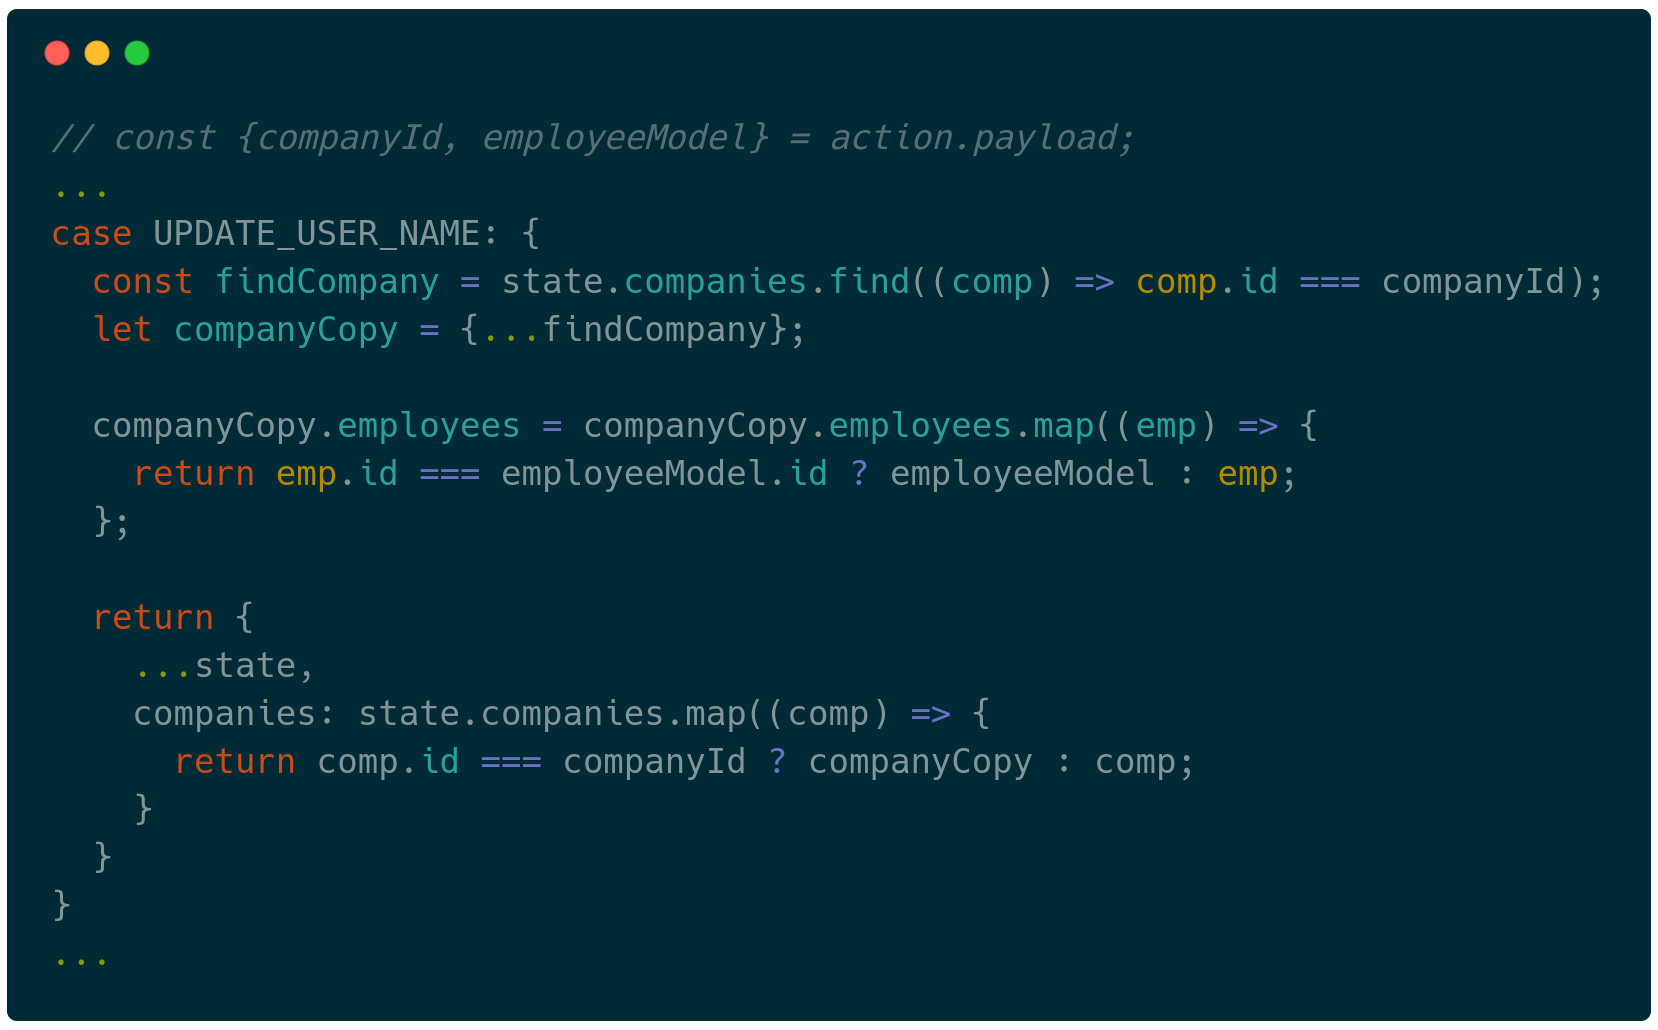 // const {companyId, employeeModel} = action.payload;
...
case UPDATE_USER_NAME: {
  const findCompany = state.companies.find((comp) => comp.id === companyId);
  let companyCopy = {...findCompany};

  companyCopy.employees = companyCopy.employees.map((emp) => {
    return emp.id === employeeModel.id ? employeeModel : emp;
  };

  return {
    ...state,
    companies: state.companies.map((comp) => {
      return comp.id === companyId ? companyCopy : comp;
    }
  }
}
...